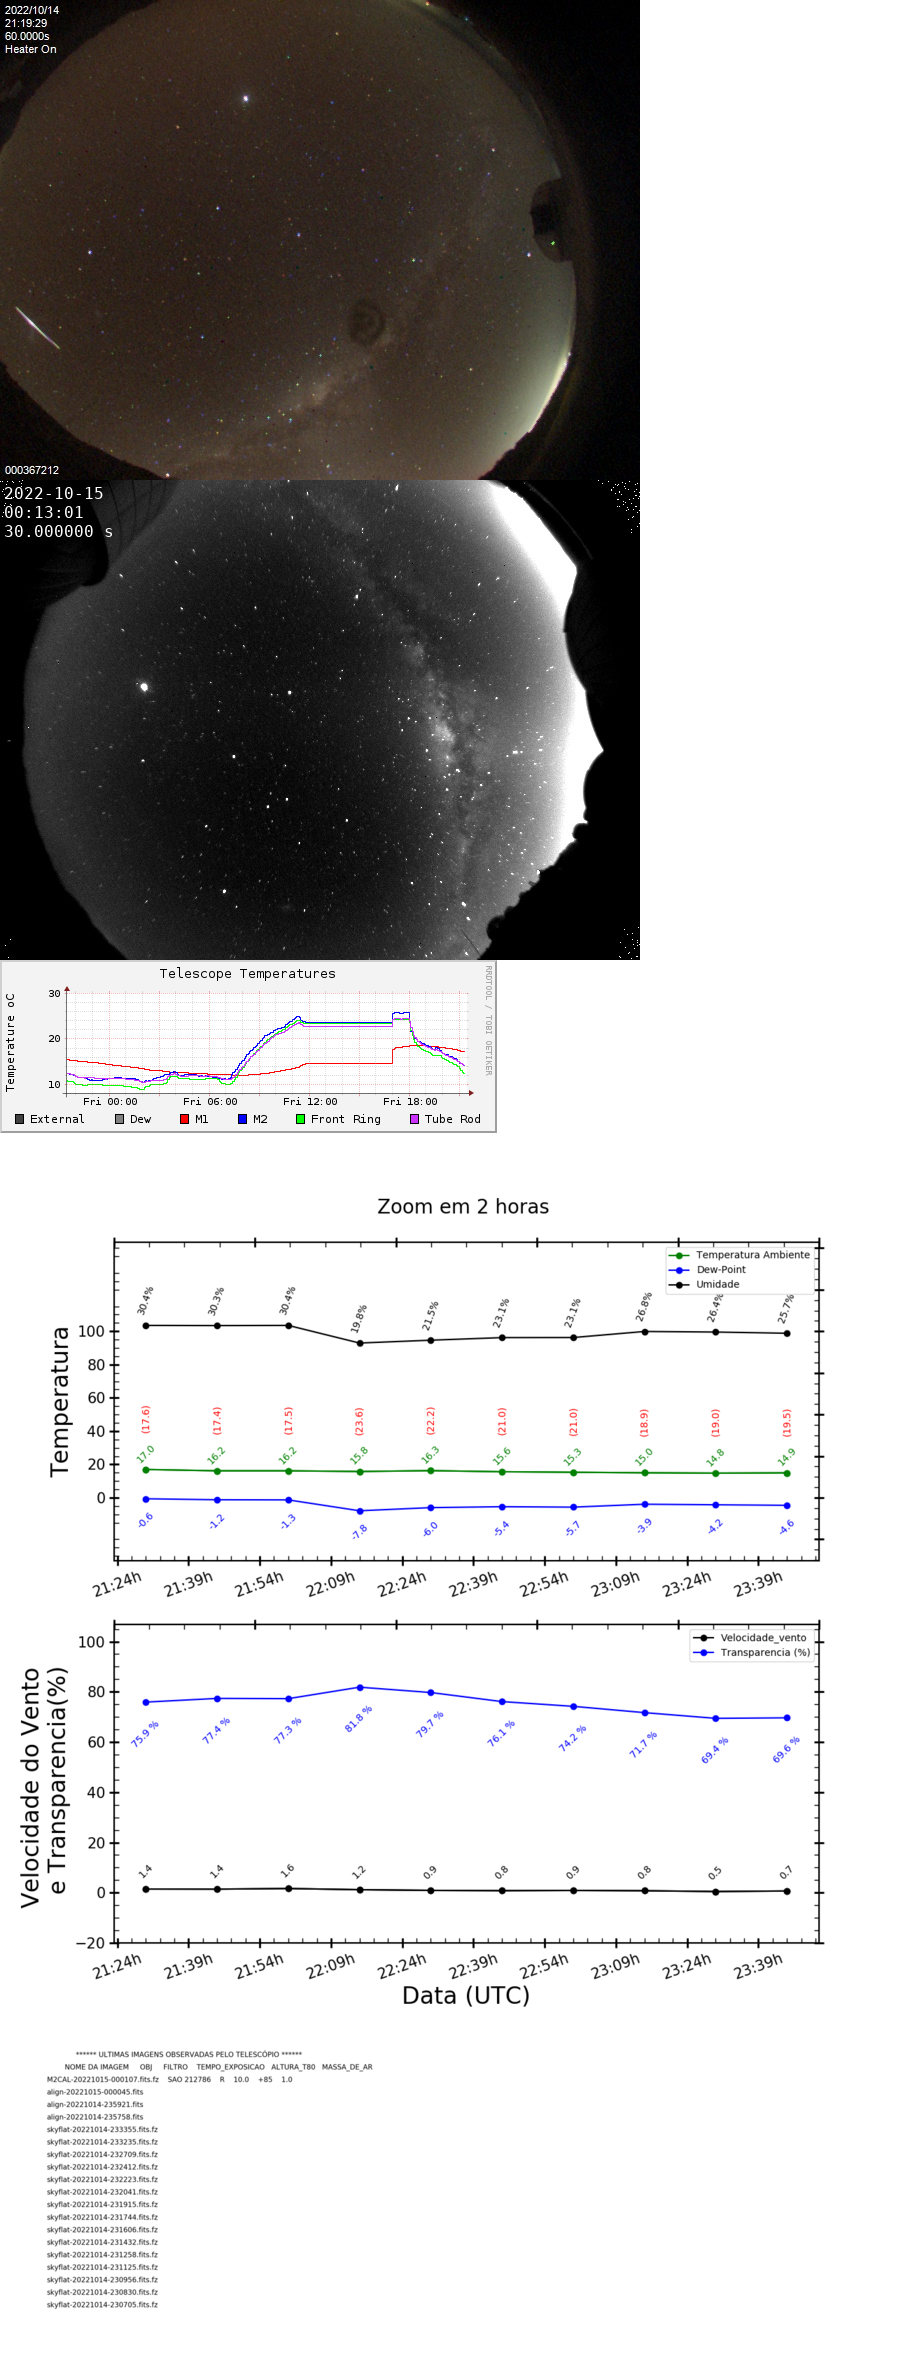 2022/10/14
21:19:29
60.0000s
Heater On
000367212
2022-10-15
00:13:01
30.000000 s
Telescope Temperatures
RRDTOOL / TOBI OETIKER
Temperature oC
30
20
10
Fri 00:00 Fri 06:00 Fri 12:00 Fri 18:00
External Dew M1 M2 Front Ring Tube Rod
Zoom em 2 horas
Temperatura Ambiente
Dew-Point
Umidade
Temperatura
100
80
60
40
20
0
30.4% 30.3% 30.4% 19.8% 21.5% 23.1% 23.1% 26.8% 26.4% 25.7%
(17.6) (17.4) (17.5) (23.6) (22.2) (21.0) (21.0) (18.9) (19.0) (19.5)
17.0 16.2 16.2 15.8 16.3 15.6 15.3 15.0 14.8 14.9
-0.6 -1.2 -1.3 -7.8 -6.0 -5.4 -5.7 -3.9 -4.2 -4.6
21:24h 21:39h 21:54h 22:09h 22:24h 22:39h 22:54h 23:09h 23:24h 23:39h
Velocidade_vento
Transparencia (%)
Velocidade do Vento
e Transparencia(%)
100
80
60
40
20
0
−20
75.9 % 77.4 % 77.3 % 81.8 % 79.7 % 76.1 % 74.2 % 71.7 % 69.4 % 69.6 %
1.4 1.4 1.6 1.2 0.9 0.8 0.9 0.8 0.5 0.7
21:24h 21:39h 21:54h 22:09h 22:24h 22:39h 22:54h 23:09h 23:24h 23:39h
Data (UTC)
****** ULTIMAS IMAGENS OBSERVADAS PELO TELESCÓPIO ******
NOME DA IMAGEM OBJ FILTRO TEMPO_EXPOSICAO ALTURA_T80 MASSA_DE_AR
M2CAL-20221015-000107.fits.fz SAO 212786 R 10.0 +85 1.0
align-20221015-000045.fits
align-20221014-235921.fits
align-20221014-235758.fits
skyflat-20221014-233355.fits.fz
skyflat-20221014-233235.fits.fz
skyflat-20221014-232709.fits.fz
skyflat-20221014-232412.fits.fz
skyflat-20221014-232223.fits.fz
skyflat-20221014-232041.fits.fz
skyflat-20221014-231915.fits.fz
skyflat-20221014-231744.fits.fz
skyflat-20221014-231606.fits.fz
skyflat-20221014-231432.fits.fz
skyflat-20221014-231258.fits.fz
skyflat-20221014-231125.fits.fz
skyflat-20221014-230956.fits.fz
skyflat-20221014-230830.fits.fz
skyflat-20221014-230705.fits.fz